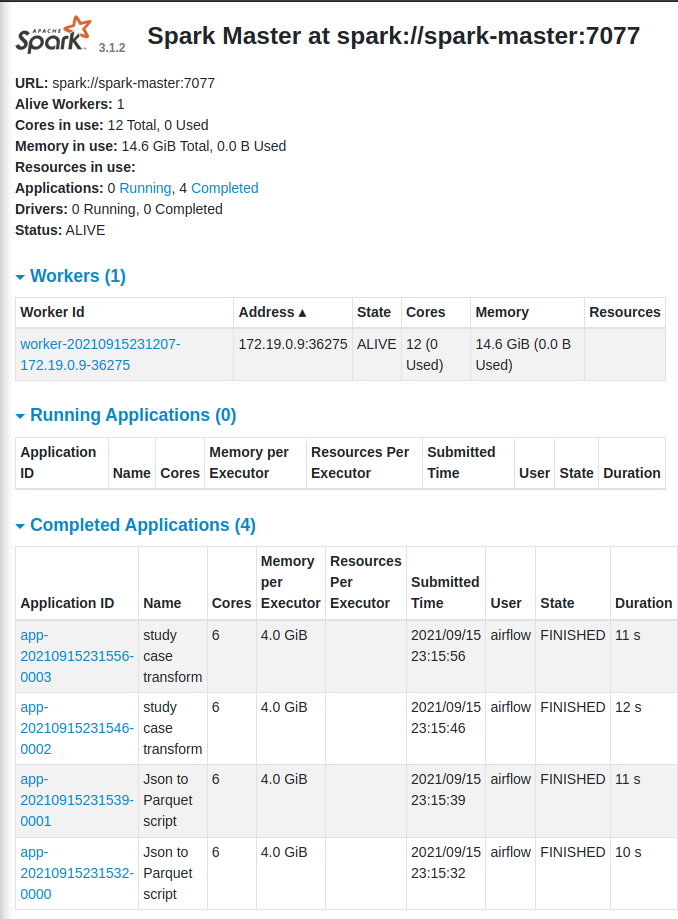 APACHE
Spark 3.1.2 Spark Master at spark://spark-master:7077
URL: spark://spark-master:7077
Alive Workers: 1
Cores in use: 12 Total, 0 Used
Memory in use: 14.6 GiB Total, 0.0 B Used
Resources in use:
Applications: 0 Running, 4 Completed
Drivers: 0 Running, 0 Completed
Status: ALIVE
Workers (1)
Worker Id Address ▴ State Cores Memory Resources
worker-20210915231207- 172.19.0.9:36275 ALIVE 12 (0 14.6 GiB (0.0 B
172.19.0.9-36275 Used) Used)
Running Applications (0)
Application Memory per Resources Per Submitted
ID Name Cores Executor Executor Time User State Duration
Completed Applications (4)
Memory Resources
per Per Submitted
Application ID Name Cores Executor Executor Time User State Duration
app- study 6 4.0 GiB 2021/09/15 airflow FINISHED 11 s
20210915231556- case 23:15:56
0003 transform
app- study 6 4.0 GiB 2021/09/15 airflow FINISHED 12 s
20210915231546- case 23:15:46
0002 transform
app- Json to 6 4.0 GiB 2021/09/15 airflow FINISHED 11 s
20210915231539- Parquet 23:15:39
0001 script
app- Json to 6 4.0 GiB 2021/09/15 airflow FINISHED 10 s
20210915231532- Parquet 23:15:32
0000 script